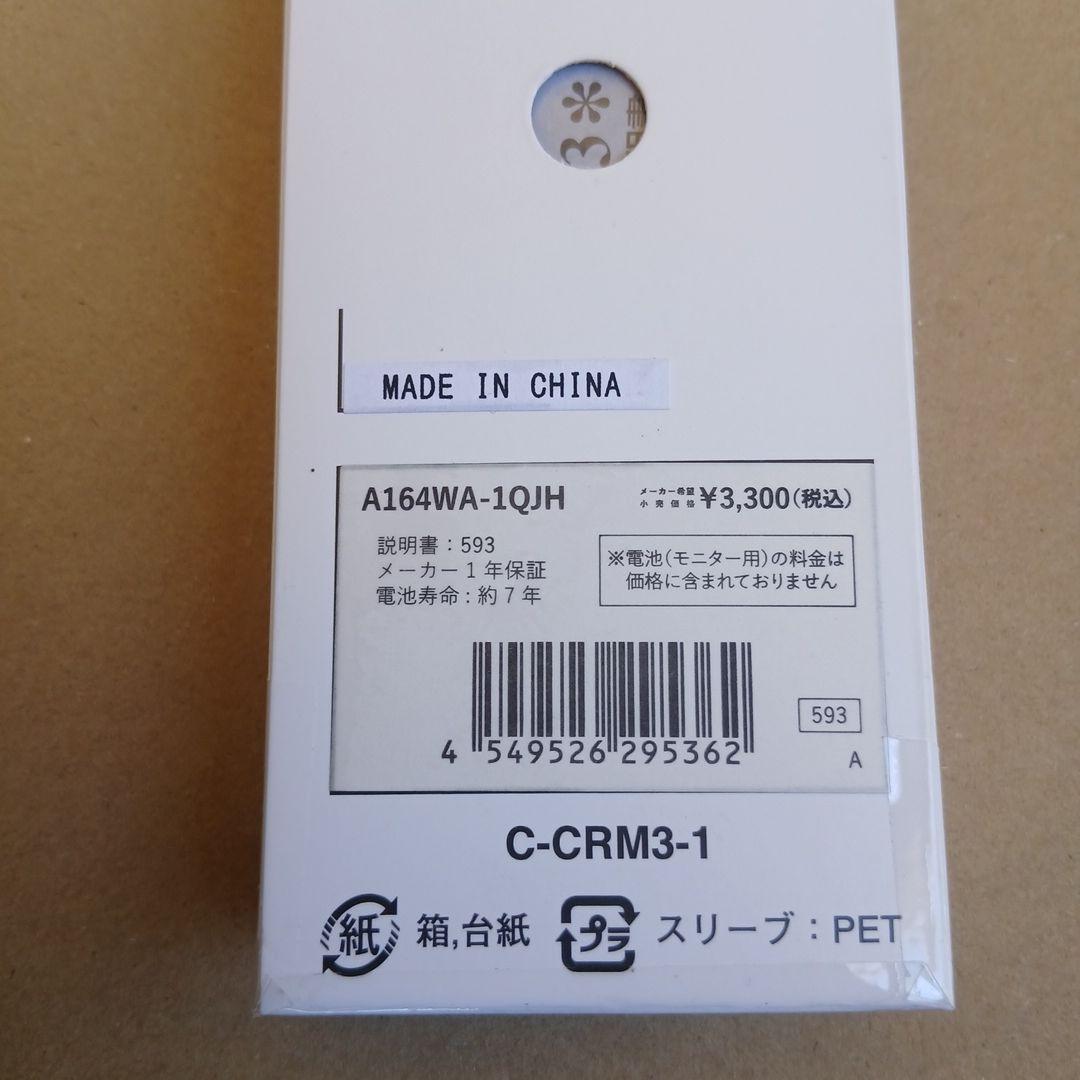 MADE IN CHINA
A164WA-1QJH
メーカー希望
小売価格 ¥3,300(税込)
説明書：593
メーカー1年保証
電池寿命：約7年
※電池(モニター用)の料金は
価格に含まれておりません
4 549526 295362
593
A
C-CRM3-1
紙 箱,台紙
プラ スリーブ：PET